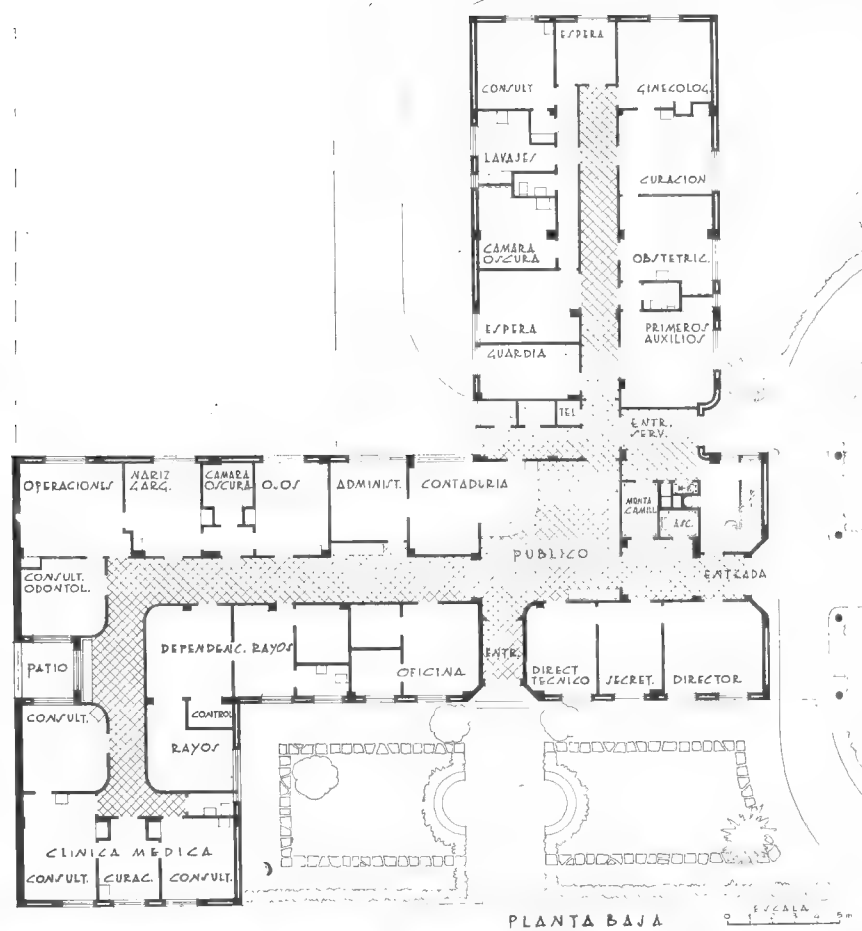 ESPERA
CONSULT
GINECOLOG.
LAVAJES
CURACION
CAMARA
OSCURA
OBSTETRIC.
ESPERA
PRIMEROS
AUXILIOS
GUARDIA
TEL
ENTR.
SERV.
OPERACIONES
NARIZ
GARG.
CAMARA
OSCURA
OJOS
ADMINIST.
CONTADURIA
MONTA
CAMILL
ASC.
PUBLICO
ENTRADA
CONSULT.
ODONTOL.
PATIO
DEPENDENC. RAYOS
OFICINA
ENTR.
DIRECT
TECNICO
SECRET.
DIRECTOR
CONSULT.
CONTROL
RAYOS
CLINICA MEDICA
CONSULT.
CURAC.
CONSULT.
PLANTA BAJA
ESCALA
0 1 2 3 4 5m